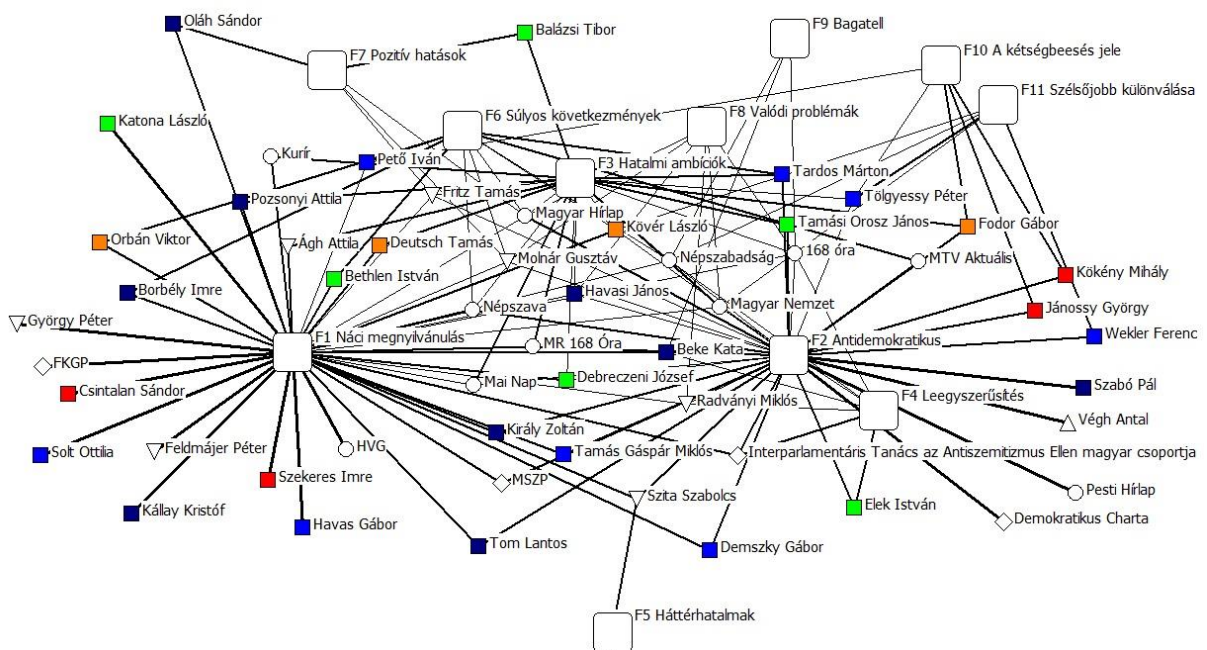 Oláh Sándor
Balázsi Tibor
F9 Bagatell
F7 Pozitív hatások
F10 A kétségbeesés jele
F11 Szélsőjobb különválása
Katona László
F6 Súlyos következmények
F8 Valódi problémák
Kurír
Pető Iván
F3 Hatalmi ambíciók
Tardos Márton
Pozsonyi Attila
Fritz Tamás
Tölgyessy Péter
Magyar Hírlap
Kövér László
Tamási Orosz János
Fodor Gábor
Orbán Viktor
Ágh Attila
Deutsch Tamás
Molnár Gusztáv
Népszabadság
168 óra
MTV Aktuális
Bethlen István
Kökény Mihály
Borbély Imre
Havasi János
Népszava
Magyar Nemzet
Jánossy György
György Péter
F1 Náci megnyilvánulás
MR 168 Óra
Beke Kata
F2 Antidemokratikus
Wekler Ferenc
FKGP
Mai Nap
Debreczeni József
Szabó Pál
Csintalan Sándor
Radványi Miklós
F4 Leegyszerűsítés
Végh Antal
Király Zoltán
Solt Ottilia
Feldmájer Péter
HVG
Tamás Gáspár Miklós
Interparlamentáris Tanács az Antiszemitizmus Ellen magyar csoportja
Szekeres Imre
MSZP
Szita Szabolcs
Pesti Hírlap
Kállay Kristóf
Havas Gábor
Elek István
Demokratikus Charta
Tom Lantos
Demszky Gábor
F5 Háttérhatalmak